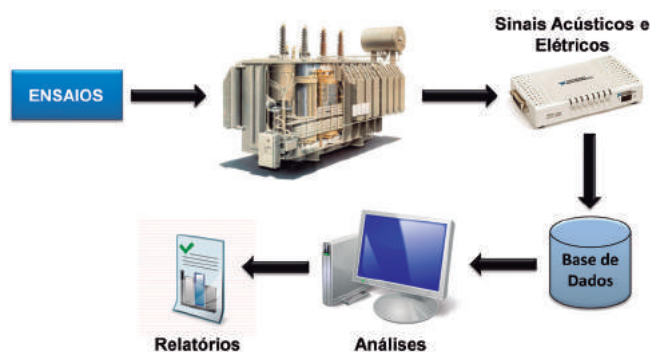 Sinais Acústicos e
Elétricos
ENSAIOS
Base de
Dados
Relatórios
Análises